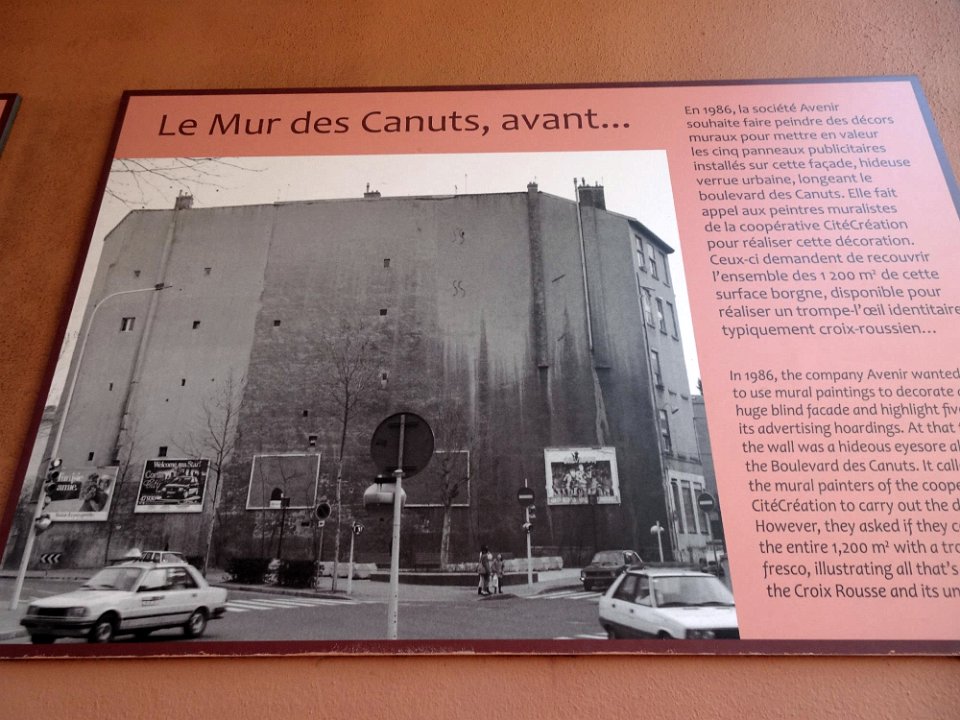 Le Mur des Canuts, avant...
En 1986, la société Avenir
souhaite faire peindre des décors
muraux pour mettre en valeur
les cinq panneaux publicitaires
installés sur cette façade, hideuse
verrue urbaine, longeant le
boulevard des Canuts. Elle fait
appel aux peintres muralistes
de la coopérative CitéCréation
pour réaliser cette décoration.
Ceux-ci demandent de recouvrir
l'ensemble des 1 200 m² de cette
surface borgne, disponible pour
réaliser un trompe-l'œil identitaire
typiquement croix-roussien...
In 1986, the company Avenir wanted
to use mural paintings to decorate
huge blind facade and highlight
its advertising hoardings. At that
the wall was a hideous eyesore
the Boulevard des Canuts. It
the mural painters of the
CitéCréation to carry out the
However, they asked if they
the entire 1,200 m² with a
fresco, illustrating all that's
the Croix Rousse and its
Welcome, ma Star!